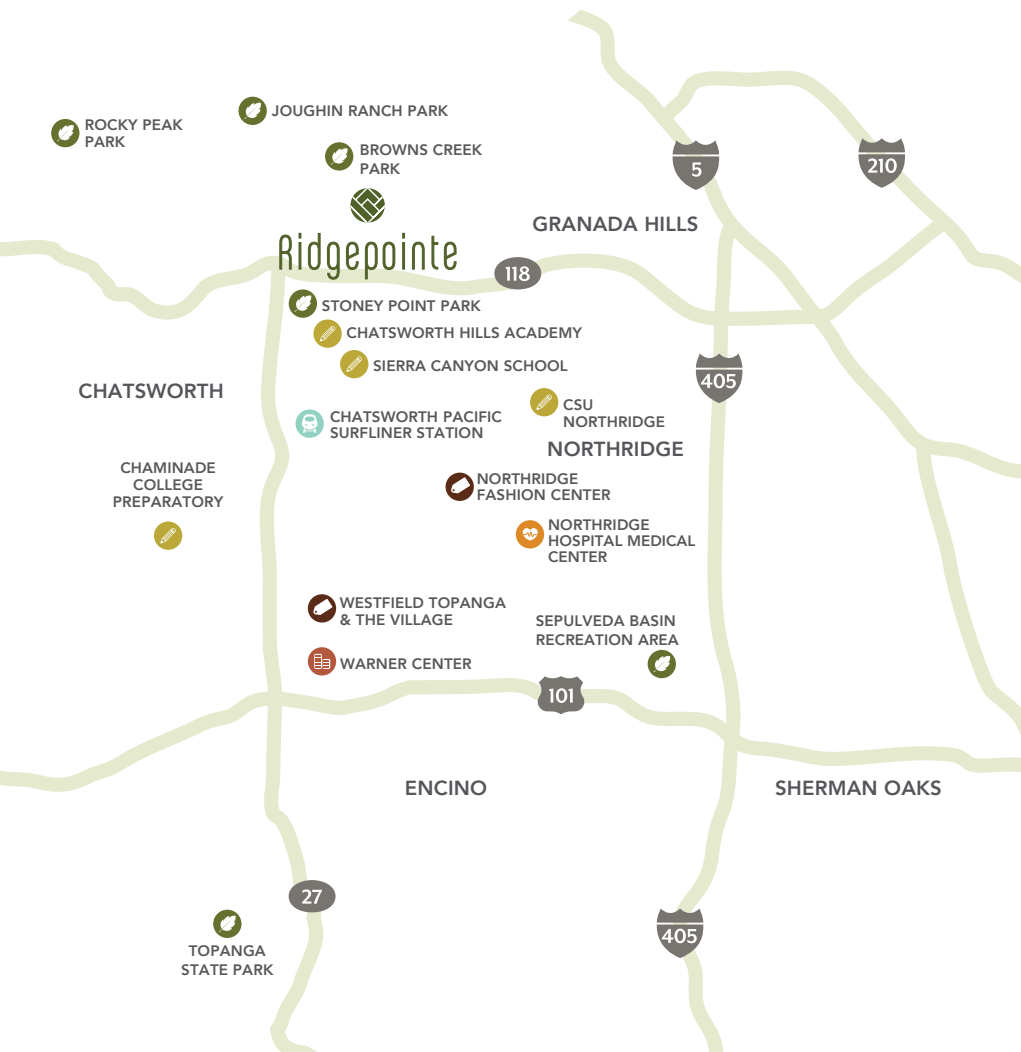 JOUGHIN RANCH PARK
ROCKY PEAK
PARK
BROWNS CREEK
PARK
5
210
GRANADA HILLS
Ridgepointe
118
STONEY POINT PARK
CHATSWORTH HILLS ACADEMY
SIERRA CANYON SCHOOL
405
CHATSWORTH
CSU
NORTHRIDGE
CHATSWORTH PACIFIC
SURFLINER STATION
NORTHRIDGE
CHAMINADE
COLLEGE
PREPARATORY
NORTHRIDGE
FASHION CENTER
NORTHRIDGE
HOSPITAL MEDICAL
CENTER
WESTFIELD TOPANGA
& THE VILLAGE
SEPULVEDA BASIN
RECREATION AREA
WARNER CENTER
101
ENCINO
SHERMAN OAKS
27
405
TOPANGA
STATE PARK